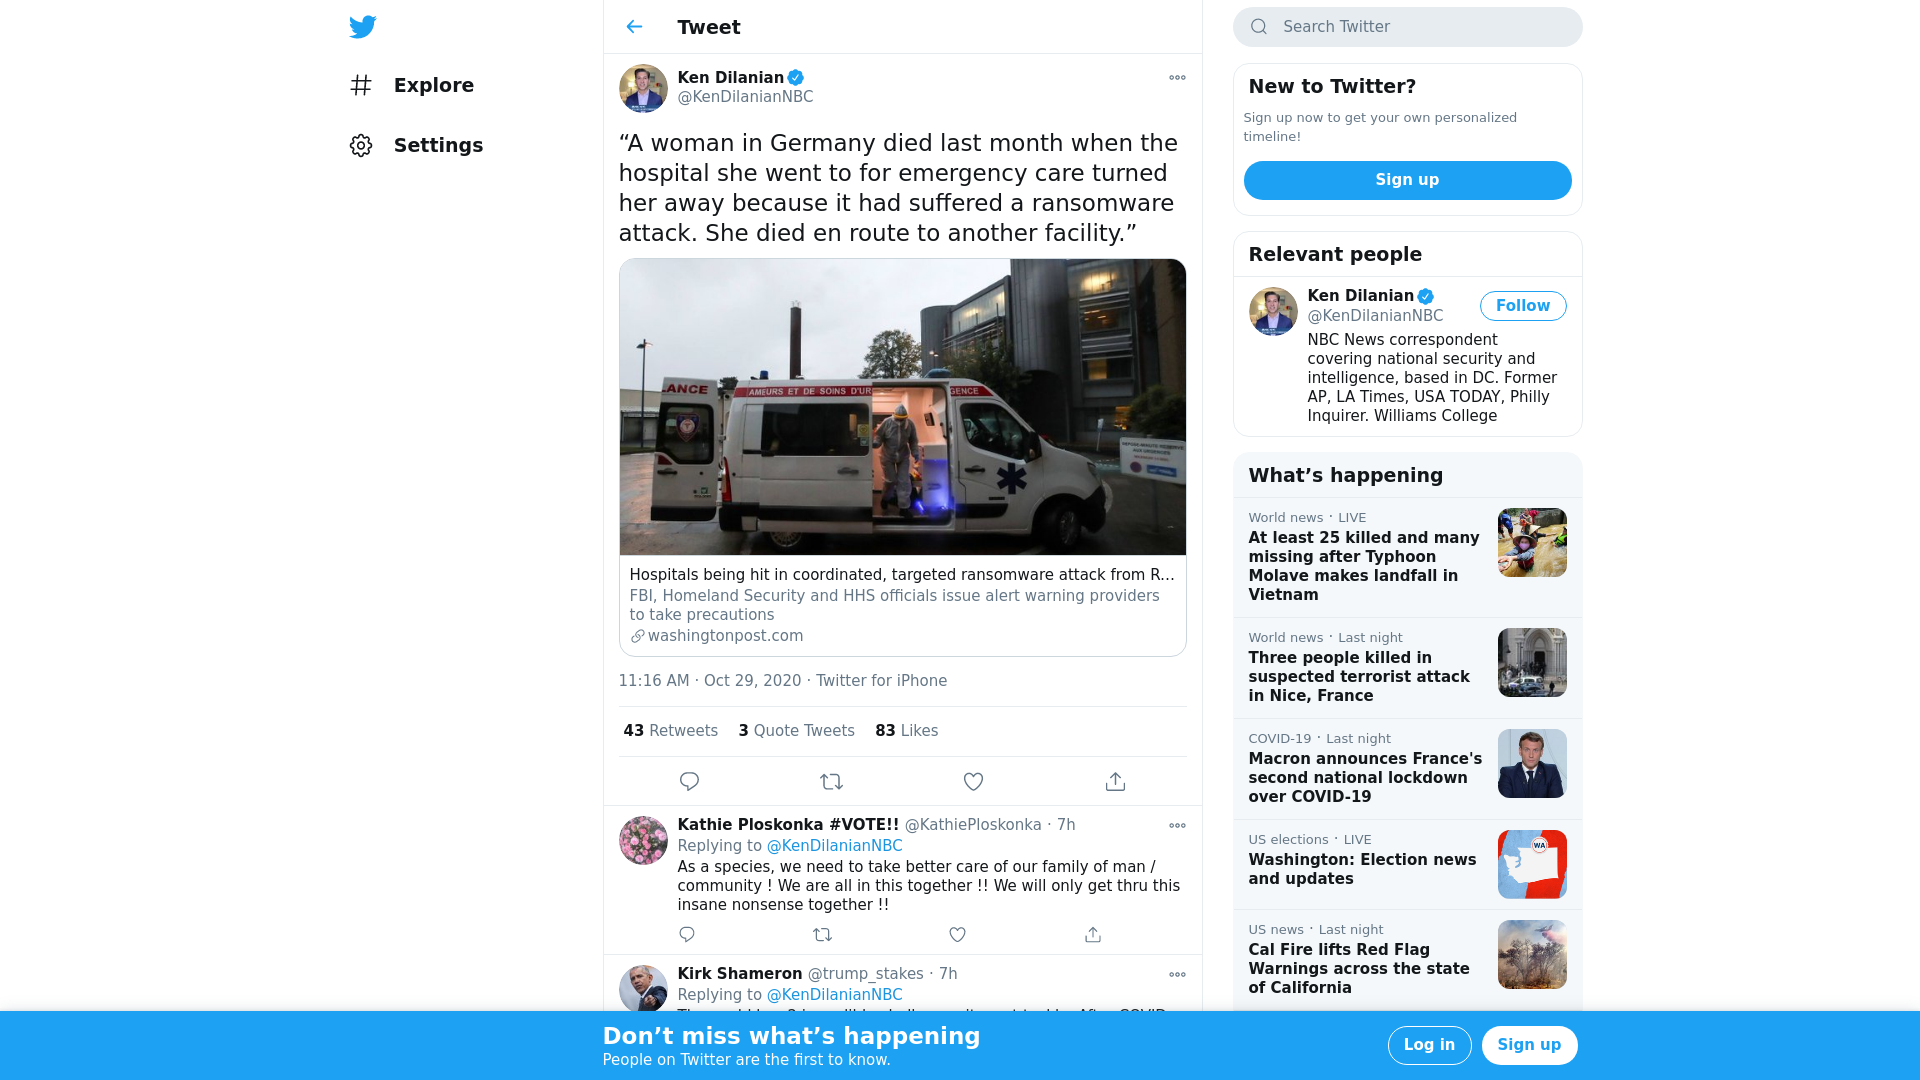 Explore
Settings
Tweet
Ken Dilanian
@KenDilanianNBC
“A woman in Germany died last month when the
hospital she went to for emergency care turned
her away because it had suffered a ransomware
attack. She died en route to another facility.”
ANCE
AMEURS ET DE SOINS D'UR
GENCE
Hospitals being hit in coordinated, targeted ransomware attack from R...
FBI, Homeland Security and HHS officials issue alert warning providers
to take precautions
washingtonpost.com
11:16 AM · Oct 29, 2020 · Twitter for iPhone
43 Retweets 3 Quote Tweets 83 Likes
Kathie Ploskonka #VOTE!! @KathiePloskonka · 7h
Replying to @KenDilanianNBC
As a species, we need to take better care of our family of man /
community ! We are all in this together !! We will only get thru this
insane nonsense together !!
Kirk Shameron @trump_stakes · 7h
Replying to @KenDilanianNBC
Search Twitter
New to Twitter?
Sign up now to get your own personalized
timeline!
Sign up
Relevant people
Ken Dilanian
@KenDilanianNBC
Follow
NBC News correspondent
covering national security and
intelligence, based in DC. Former
AP, LA Times, USA TODAY, Philly
Inquirer. Williams College
What’s happening
World news · LIVE
At least 25 killed and many
missing after Typhoon
Molave makes landfall in
Vietnam
World news · Last night
Three people killed in
suspected terrorist attack
in Nice, France
COVID-19 · Last night
Macron announces France's
second national lockdown
over COVID-19
US elections · LIVE
Washington: Election news
and updates
WA
US news · Last night
Cal Fire lifts Red Flag
Warnings across the state
of California
Don’t miss what’s happening
People on Twitter are the first to know.
Log in
Sign up